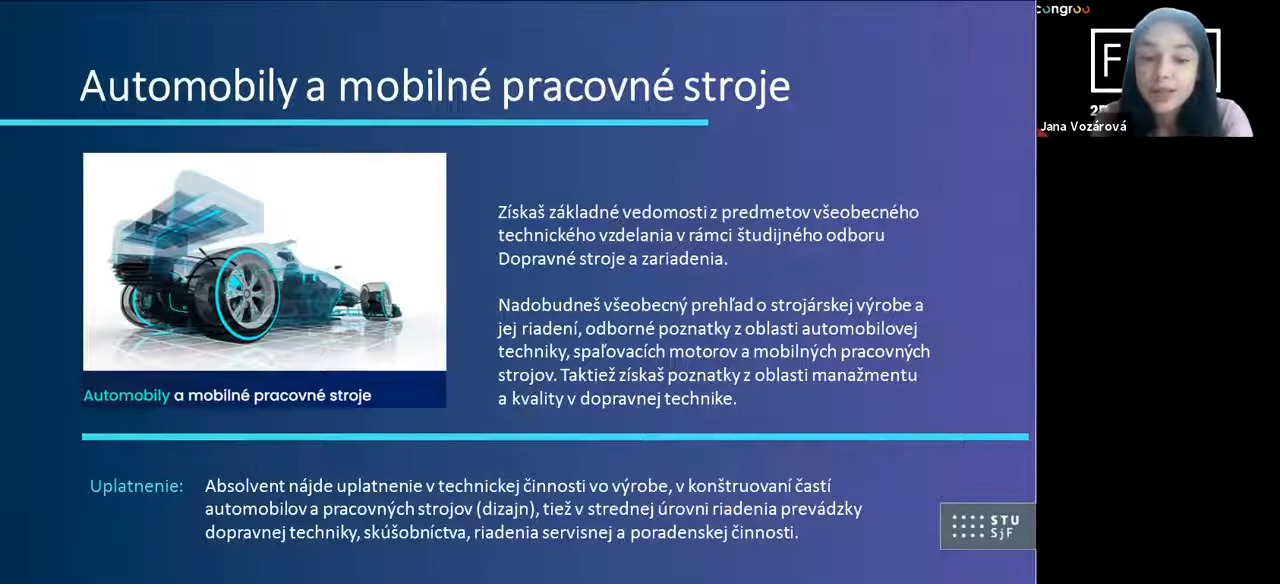 Automobily a mobilné pracovné stroje
Získaš základné vedomosti z predmetov všeobecného
technického vzdelania v rámci študijného odboru
Dopravné stroje a zariadenia.
Nadobudneš všeobecný prehľad o strojárskej výrobe a
jej riadení, odborné poznatky z oblasti automobilovej
techniky, spaľovacích motorov a mobilných pracovných
strojov. Taktiež získaš poznatky z oblasti manažmentu
a kvality v dopravnej technike.
Automobily a mobilné pracovné stroje
Uplatnenie:
Absolvent nájde uplatnenie v technickej činnosti vo výrobe, v konštruovaní častí
automobilov a pracovných strojov (dizajn), tiež v strednej úrovni riadenia prevádzky
dopravnej techniky, skúšobníctva, riadenia servisnej a poradenskej činnosti.
STU
SjF
congroo
F
Jana Vozárová